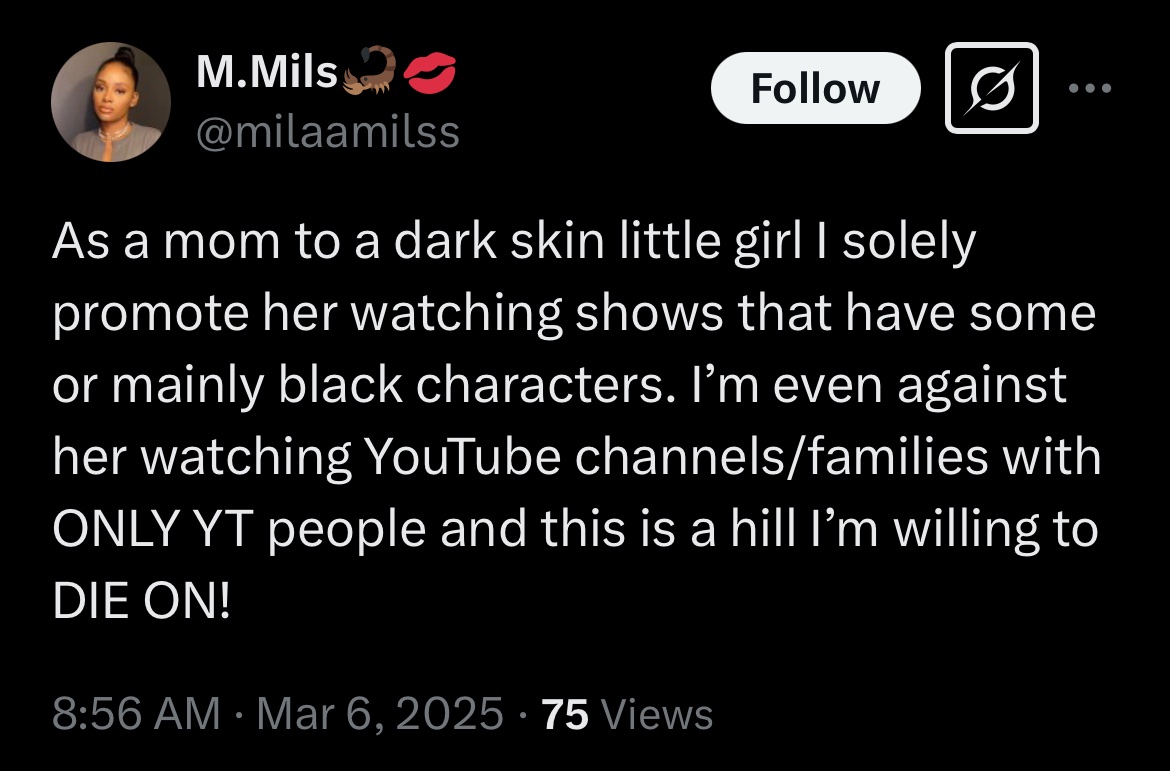 M.Mils🦂💋
@milaamilss
Follow
As a mom to a dark skin little girl I solely
promote her watching shows that have some
or mainly black characters. I’m even against
her watching YouTube channels/families with
ONLY YT people and this is a hill I’m willing to
DIE ON!
8:56 AM · Mar 6, 2025 · 75 Views